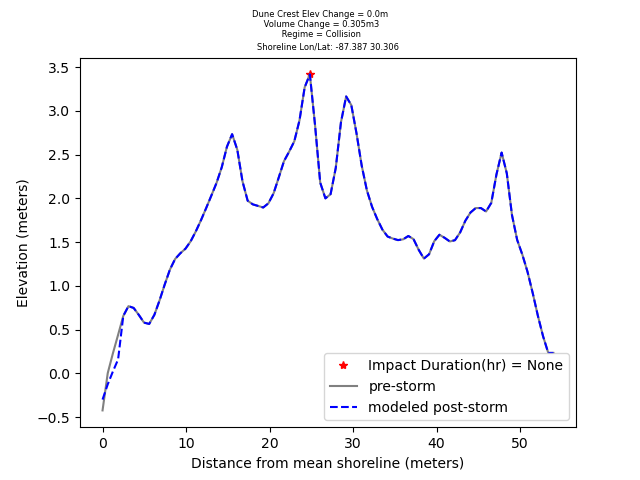 Dune Crest Elev Change = 0.0m
Volume Change = 0.305m3
Regime = Collision
Shoreline Lon/Lat: -87.387 30.306
3.5
3.0
2.5
2.0
1.5
1.0
0.5
0.0
−0.5
Elevation (meters)
Impact Duration(hr) = None
pre-storm
modeled post-storm
0
10
20
30
40
50
Distance from mean shoreline (meters)